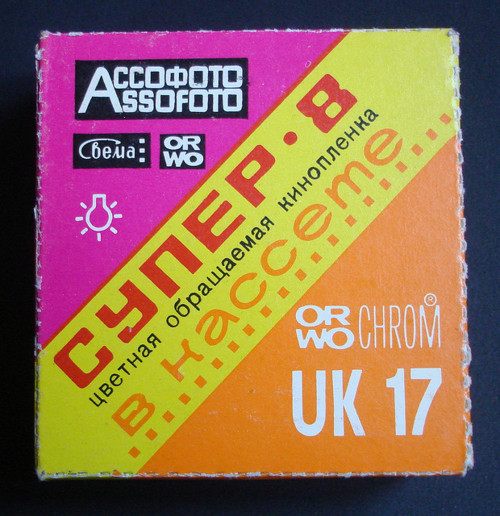 АССОФОТО
ASSOFOTO
Свема
OR
WO
СУПЕР·8
цветная обращаемая кинопленка
в кассете
OR
WO CHROM®
UK 17